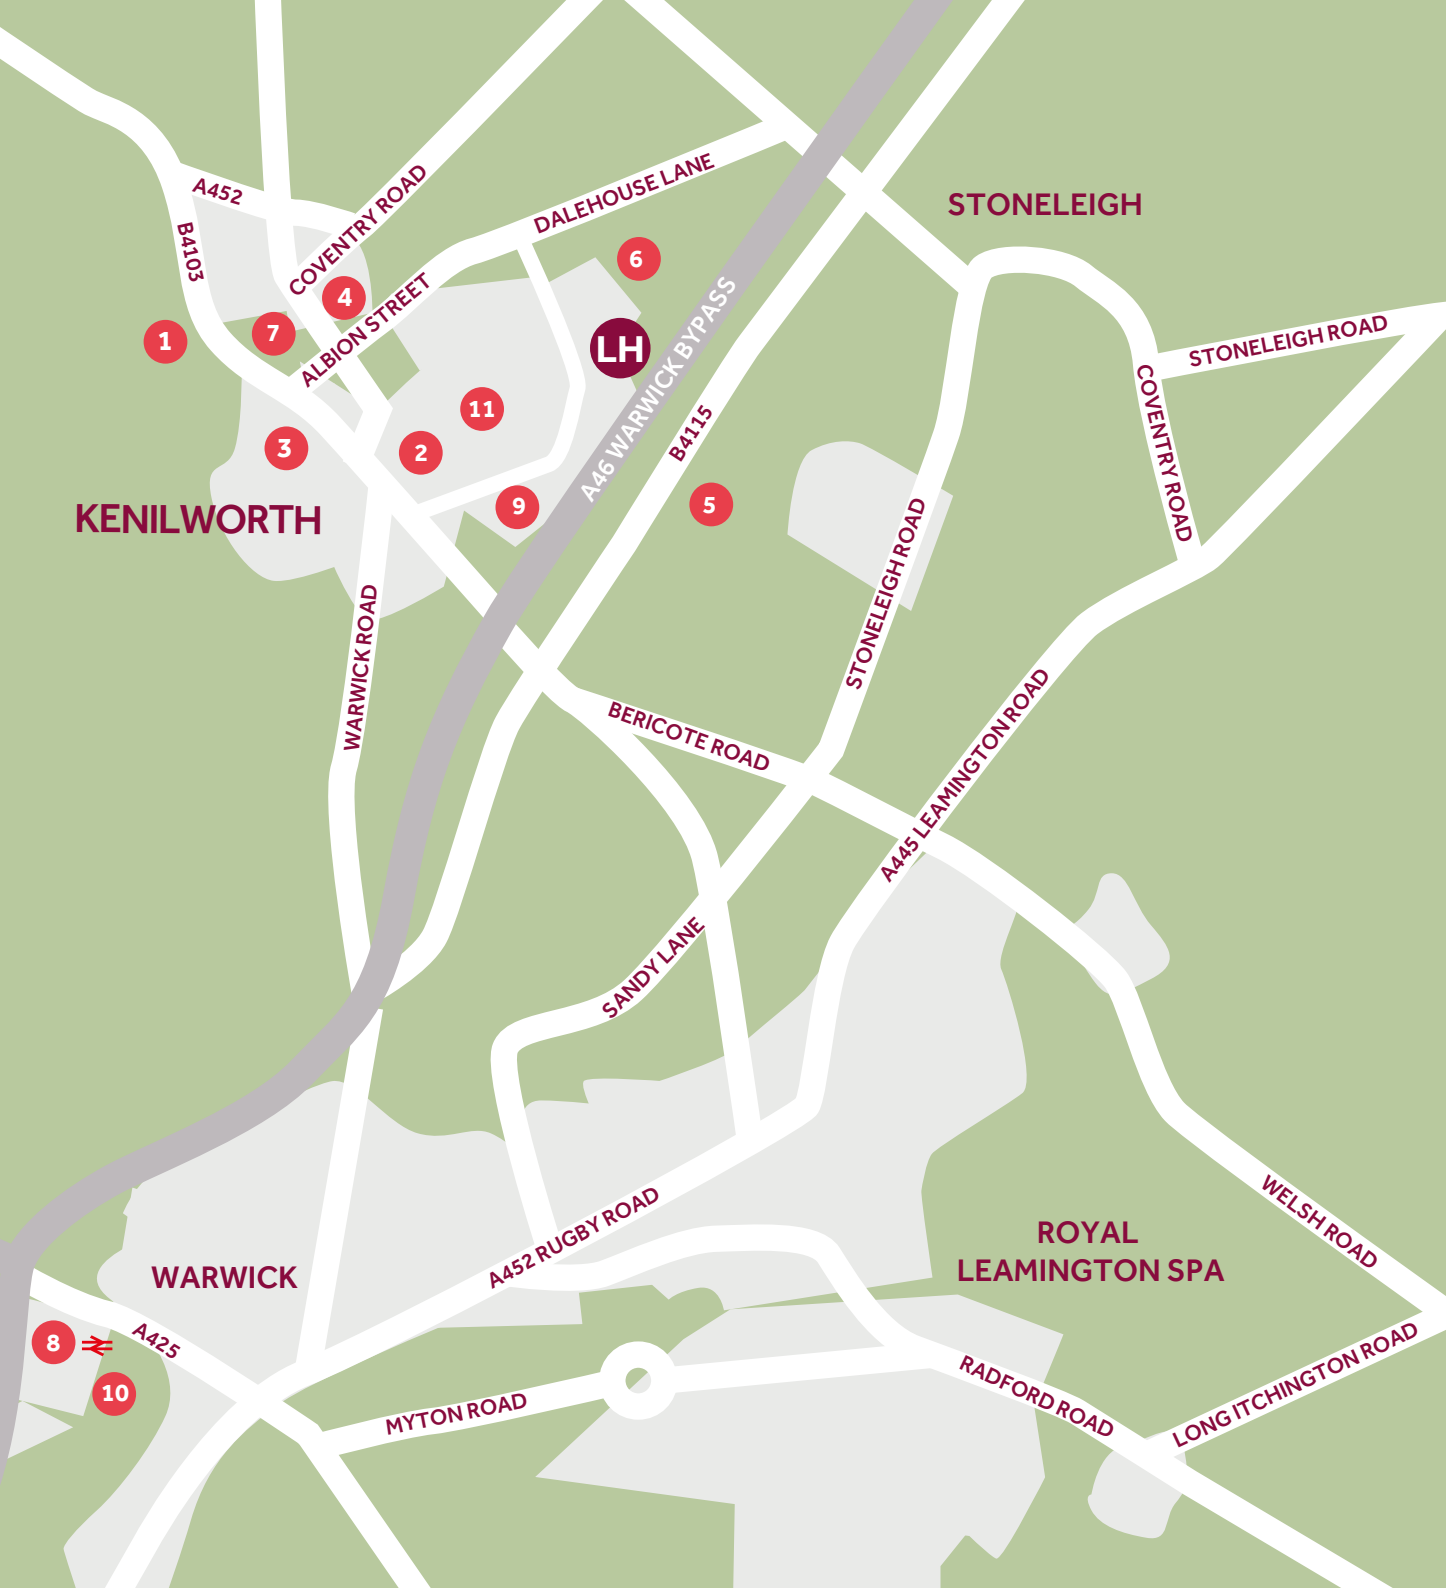 A452
COVENTRY ROAD
DALEHOUSE LANE
STONELEIGH
B4103
6
4
ALBION STREET
7
1
LH
A46 WARWICK BYPASS
STONELEIGH ROAD
COVENTRY ROAD
11
B4115
3
2
9
5
KENILWORTH
STONELEIGH ROAD
WARWICK ROAD
BERICOTE ROAD
A445 LEAMINGTON ROAD
SANDY LANE
A452 RUGBY ROAD
WELSH ROAD
ROYAL
LEAMINGTON SPA
WARWICK
8
A425
10
MYTON ROAD
RADFORD ROAD
LONG ITCHINGTON ROAD